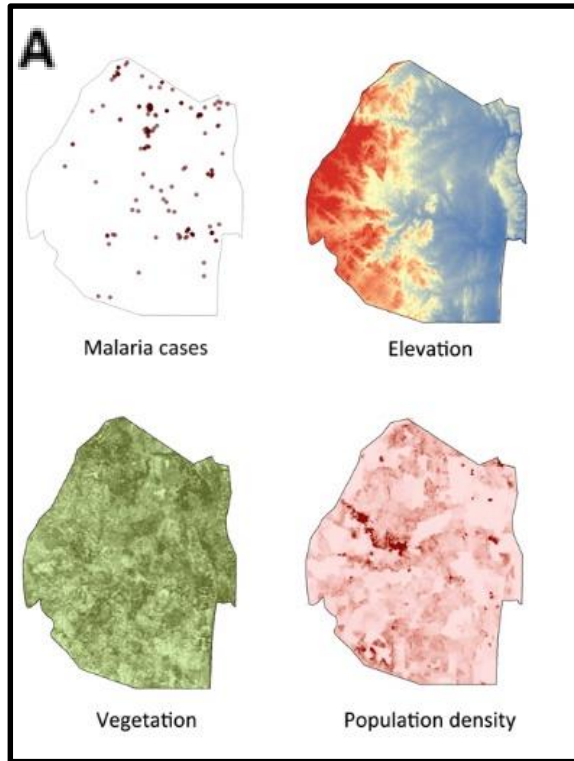 A
Malaria cases
Elevation
Vegetation
Population density